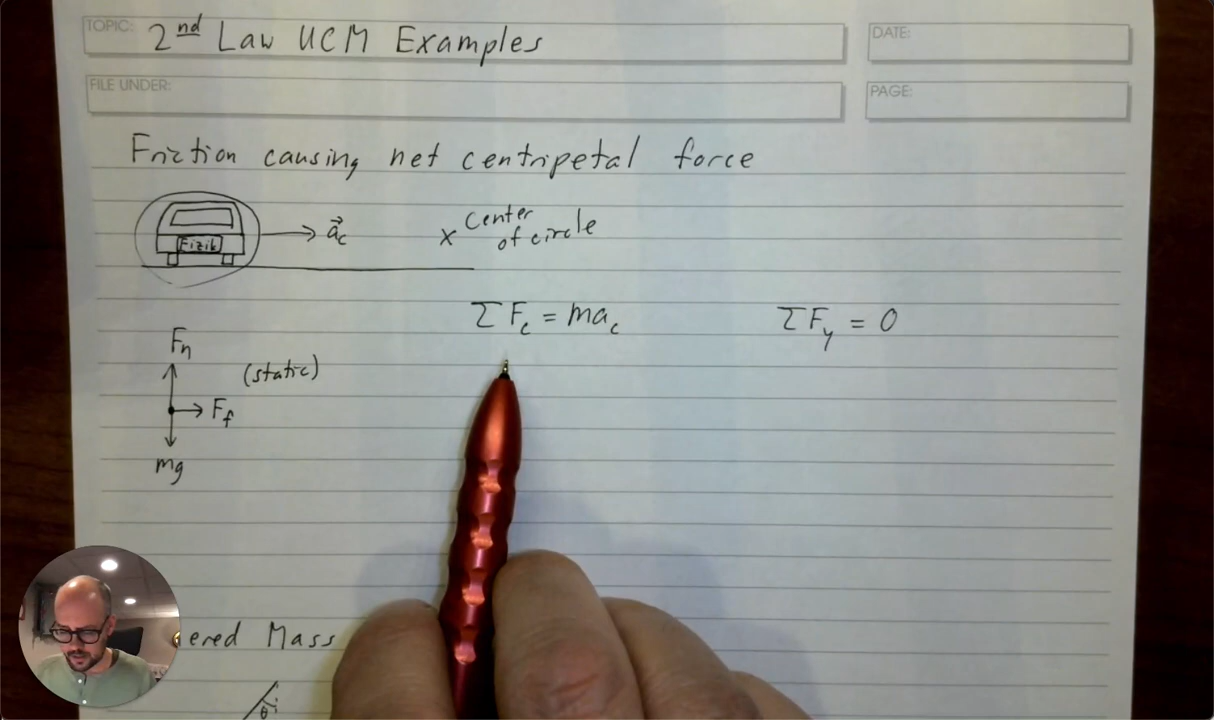 TOPIC: 2nd Law UCM Examples
DATE:
FILE UNDER:
PAGE:
Friction causing net centripetal force
Fizik
a⃗c
x Center
of circle
ΣFc = mac
ΣFy = 0
Fn
(static)
Ff
mg
ered Mass
θ